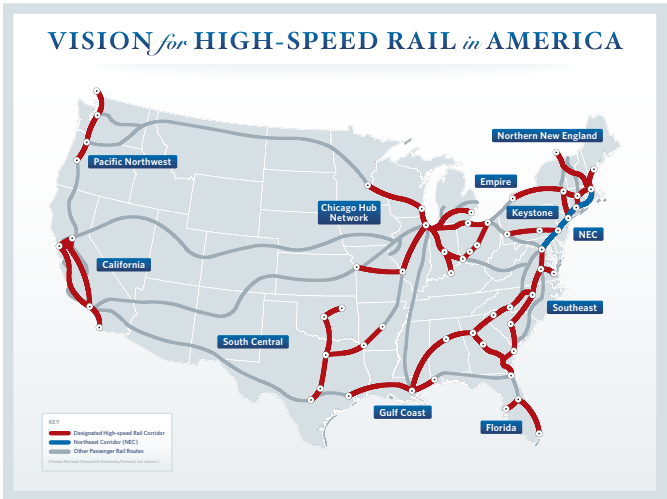 VISION for HIGH-SPEED RAIL in AMERICA
Northern New England
Pacific Northwest
Empire
Chicago Hub
Network
Keystone
NEC
California
Southeast
South Central
Gulf Coast
Florida
KEY
Designated High-speed Rail Corridor
Northeast Corridor (NEC)
Other Passenger Rail Routes